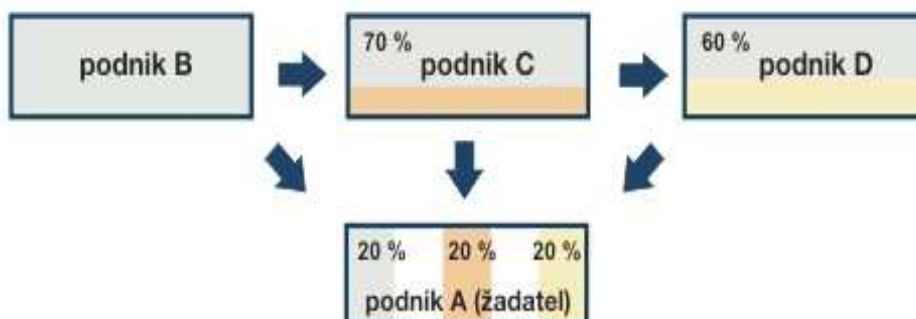 podnik B
70 %
podnik C
60 %
podnik D
20 % 20 % 20 %
podnik A (žadatel)